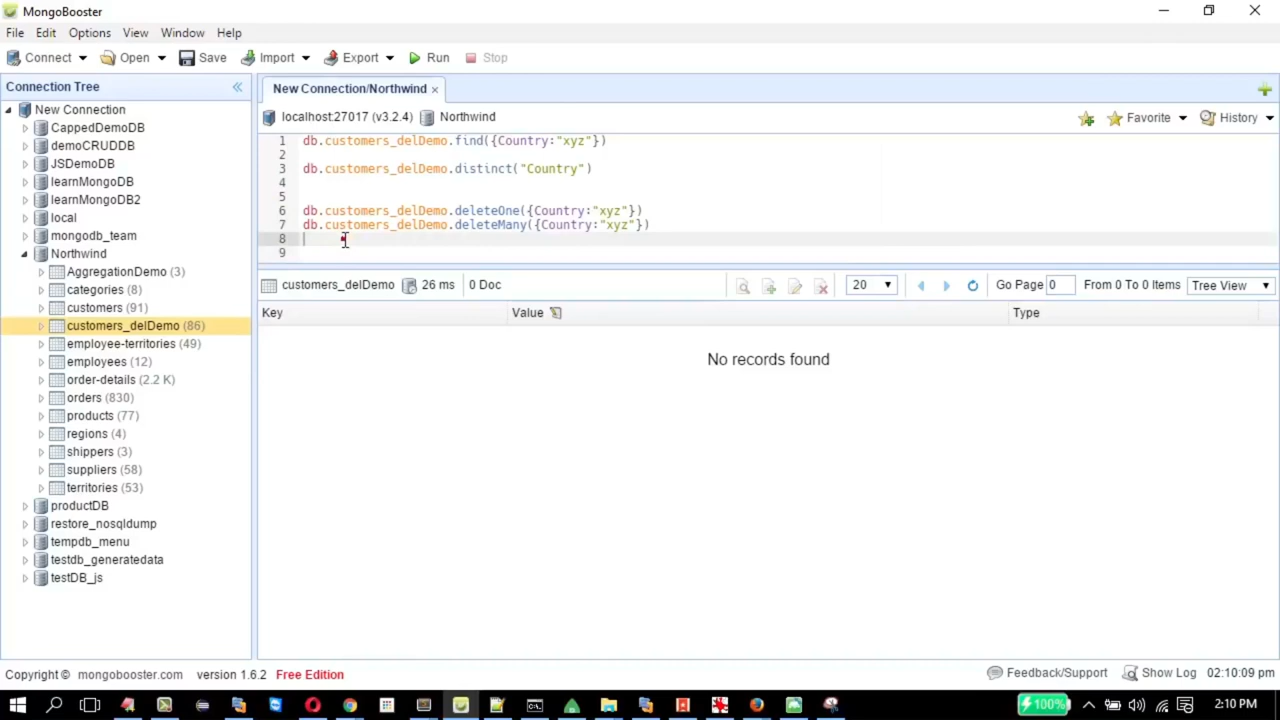 MongoBooster
File Edit Options View Window Help
Connect Open Save Import Export Run Stop
Connection Tree
New Connection
CappedDemoDB
demoCRUDDB
JSDemoDB
learnMongoDB
learnMongoDB2
local
mongodb_team
Northwind
AggregationDemo (3)
categories (8)
customers (91)
customers_delDemo (86)
employee-territories (49)
employees (12)
order-details (2.2 K)
orders (830)
products (77)
regions (4)
shippers (3)
suppliers (58)
territories (53)
productDB
restore_nosqldump
tempdb_menu
testdb_generatedata
testDB_js
New Connection/Northwind
localhost:27017 (v3.2.4) Northwind
Favorite History
1 db.customers_delDemo.find({Country:"xyz"})
2
3 db.customers_delDemo.distinct("Country")
4
5
6 db.customers_delDemo.deleteOne({Country:"xyz"})
7 db.customers_delDemo.deleteMany({Country:"xyz"})
8
9
customers_delDemo 26 ms 0 Doc 20 Go Page 0 From 0 To 0 Items Tree View
Key Value Type
No records found
Copyright © mongobooster.com version 1.6.2 Free Edition Feedback/Support Show Log 02:10:09 pm
100% 2:10 PM